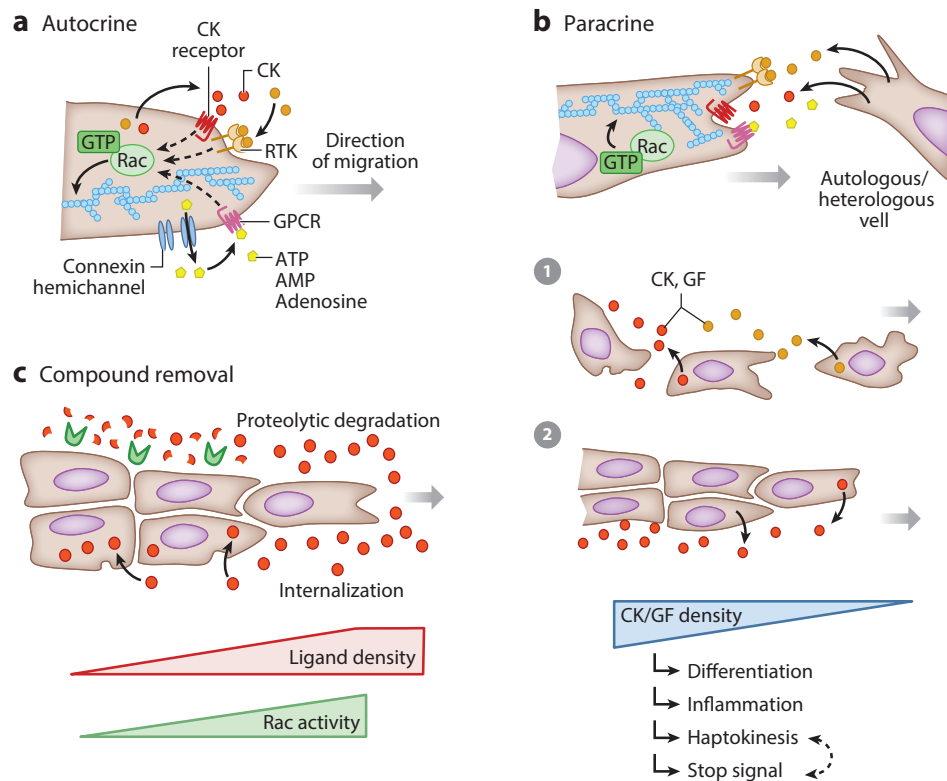 a Autocrine
CK
receptor
CK
GTP
Rac
RTK
Direction
of migration
GPCR
Connexin
hemichannel
ATP
AMP
Adenosine
b Paracrine
GTP
Rac
Autologous/
heterologous
vell
1
CK, GF
2
CK/GF density
Differentiation
Inflammation
Haptokinesis
Stop signal
c Compound removal
Proteolytic degradation
Internalization
Ligand density
Rac activity